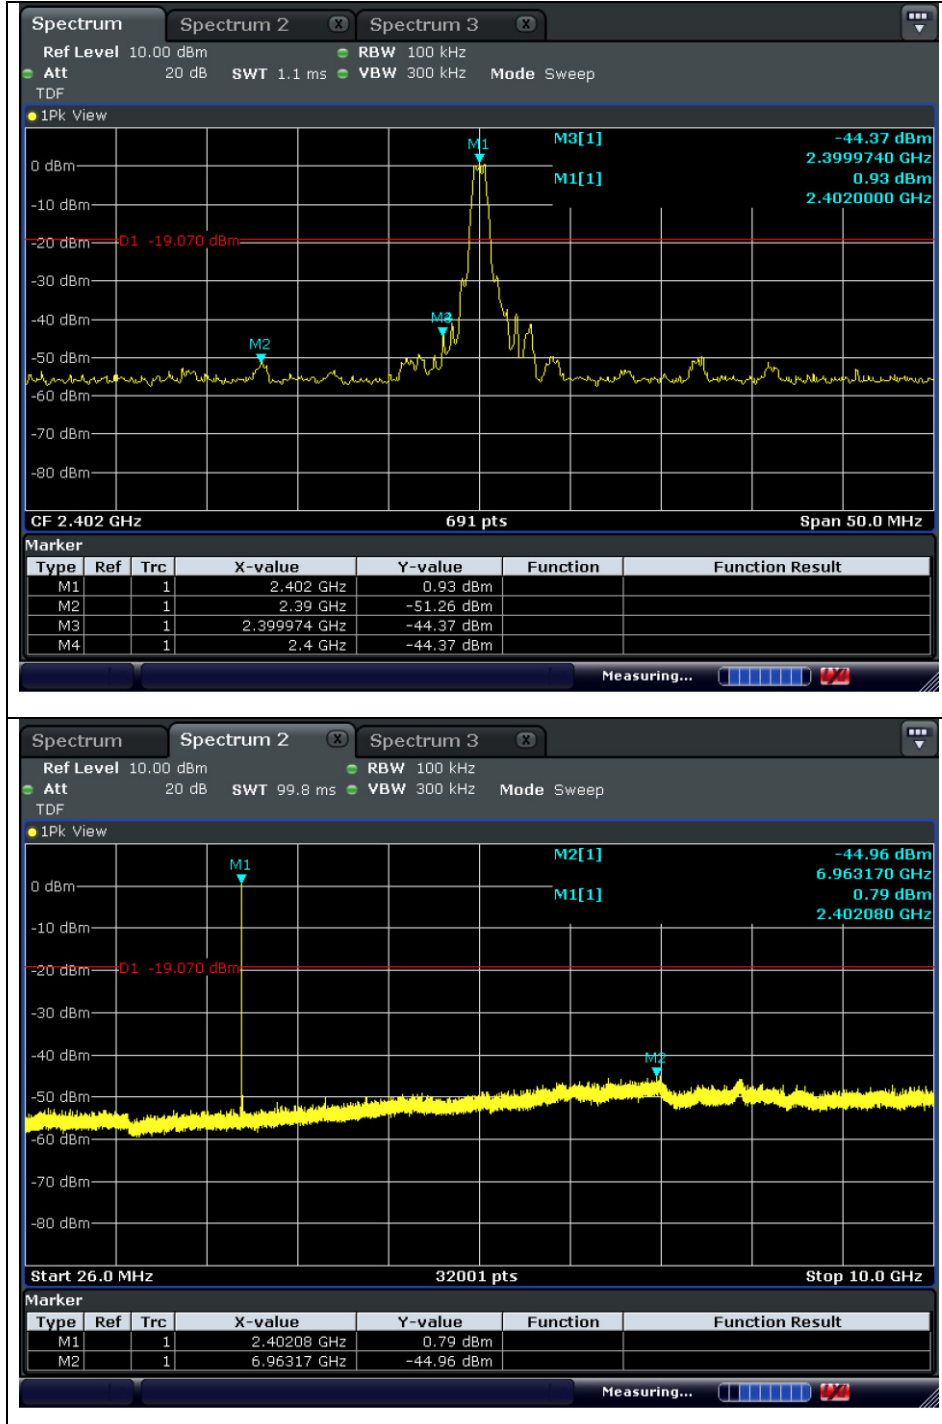 Spectrum Spectrum 2 X Spectrum 3 X
Ref Level 10.00 dBm RBW 100 kHz
Att 20 dB SWT 1.1 ms VBW 300 kHz Mode Sweep
TDF
1Pk View
M3[1] -44.37 dBm
2.3999740 GHz
M1[1] 0.93 dBm
2.4020000 GHz
M1
0 dBm
-10 dBm
-20 dBm
D1 -19.070 dBm
-30 dBm
-40 dBm
M2
-50 dBm
-60 dBm
-70 dBm
-80 dBm
CF 2.402 GHz 691 pts Span 50.0 MHz
Marker
Type Ref Trc X-value Y-value Function Function Result
M1 1 2.402 GHz 0.93 dBm
M2 1 2.39 GHz -51.26 dBm
M3 1 2.399974 GHz -44.37 dBm
M4 1 2.4 GHz -44.37 dBm
Measuring...
Spectrum Spectrum 2 X Spectrum 3 X
Ref Level 10.00 dBm RBW 100 kHz
Att 20 dB SWT 99.8 ms VBW 300 kHz Mode Sweep
TDF
1Pk View
M2[1] -44.96 dBm
6.963170 GHz
M1[1] 0.79 dBm
2.402080 GHz
M1
0 dBm
-10 dBm
-20 dBm
D1 -19.070 dBm
-30 dBm
-40 dBm
M2
-50 dBm
-60 dBm
-70 dBm
-80 dBm
Start 26.0 MHz 32001 pts Stop 10.0 GHz
Marker
Type Ref Trc X-value Y-value Function Function Result
M1 1 2.40208 GHz 0.79 dBm
M2 1 6.96317 GHz -44.96 dBm
Measuring...